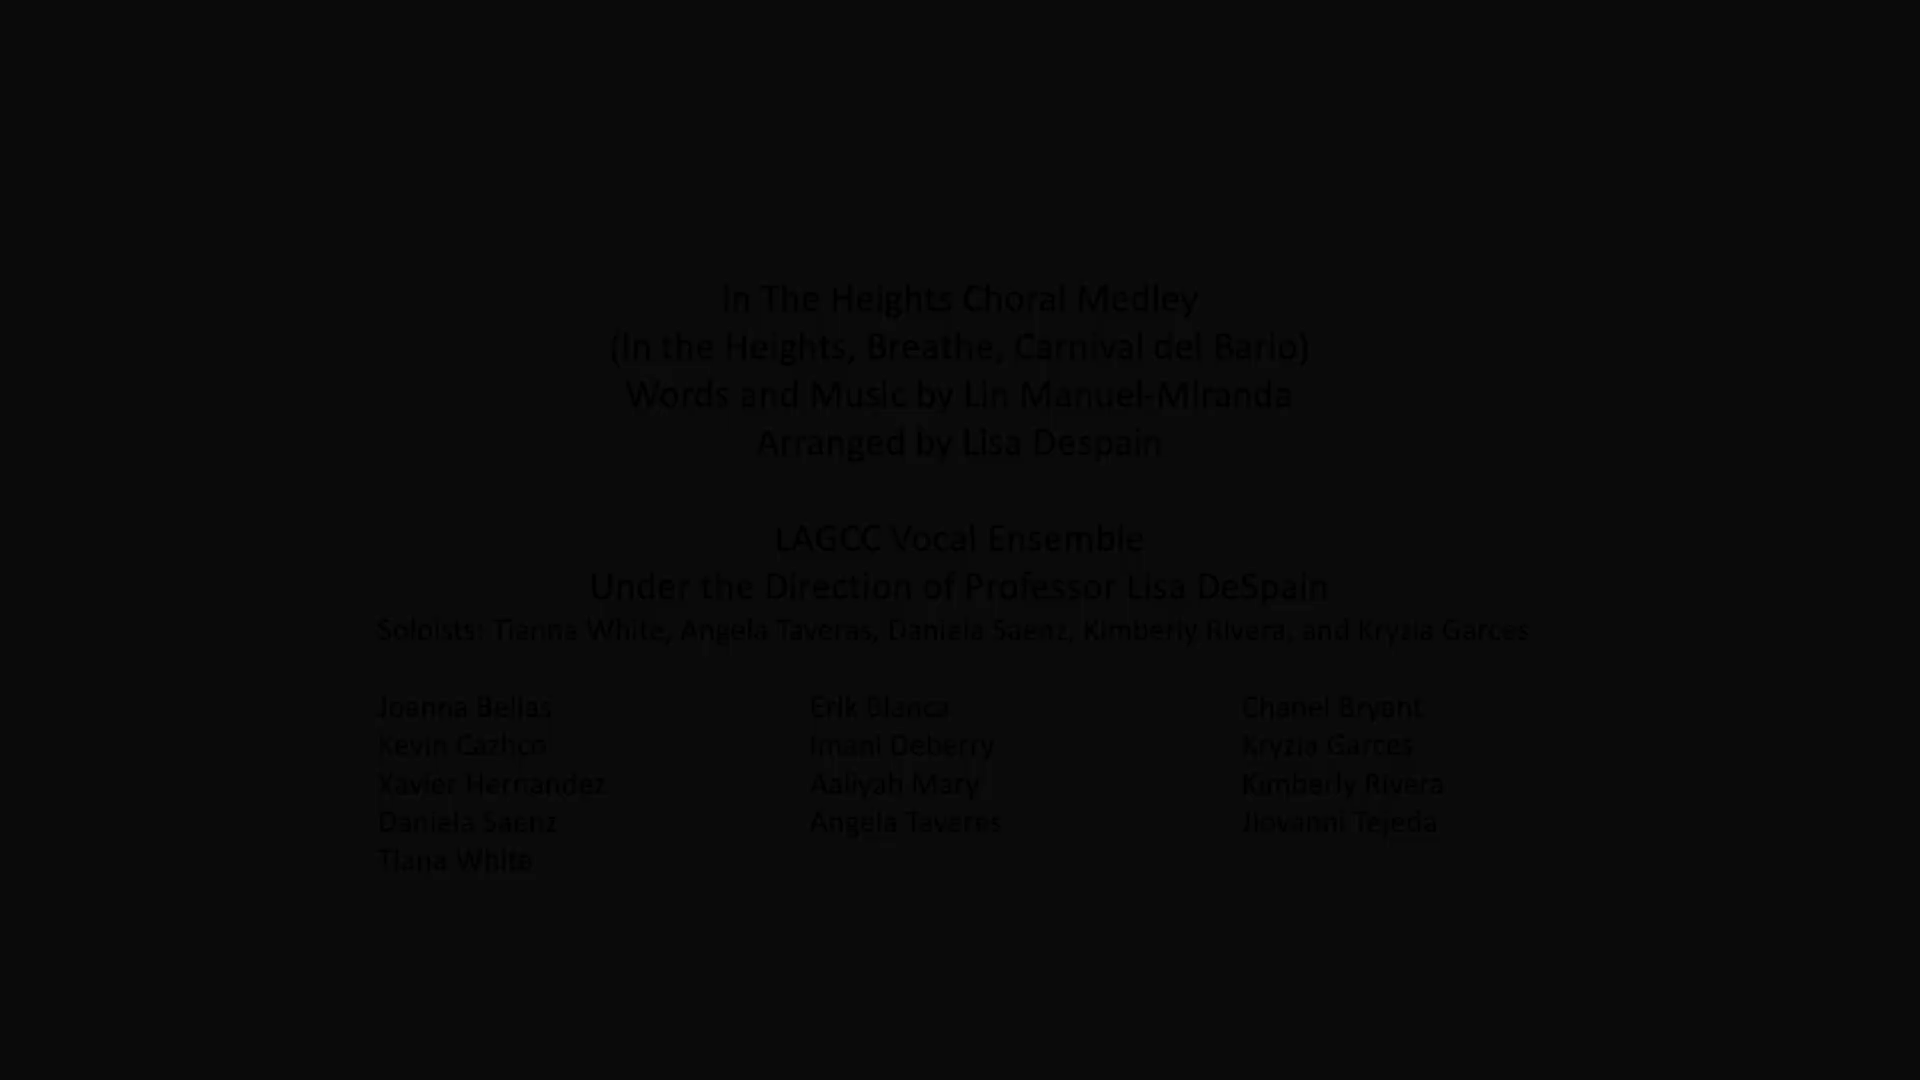 In The Heights Choral Medley
(In the Heights, Breathe, Carnival del Bario)
Words and Music by Lin Manuel-Miranda
Arranged by Lisa Despain
LAGCC Vocal Ensemble
Under the Direction of Professor Lisa DeSpain
Soloists: Tianna White, Angela Taveras, Daniela Saenz, Kimberly Rivera, and Kryzia Garces
Joanna Belias Erik Blanca Chanel Bryant
Kevin Cazhco Imani Deberry Kryzia Garces
Xavier Hernandez Aaliyah Mary Kimberly Rivera
Daniela Saenz Angela Taveras Jiovanni Tejeda
Tiana White